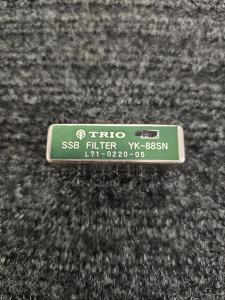 TRIO
SSB FILTER YK-88SN
L71-0220-05